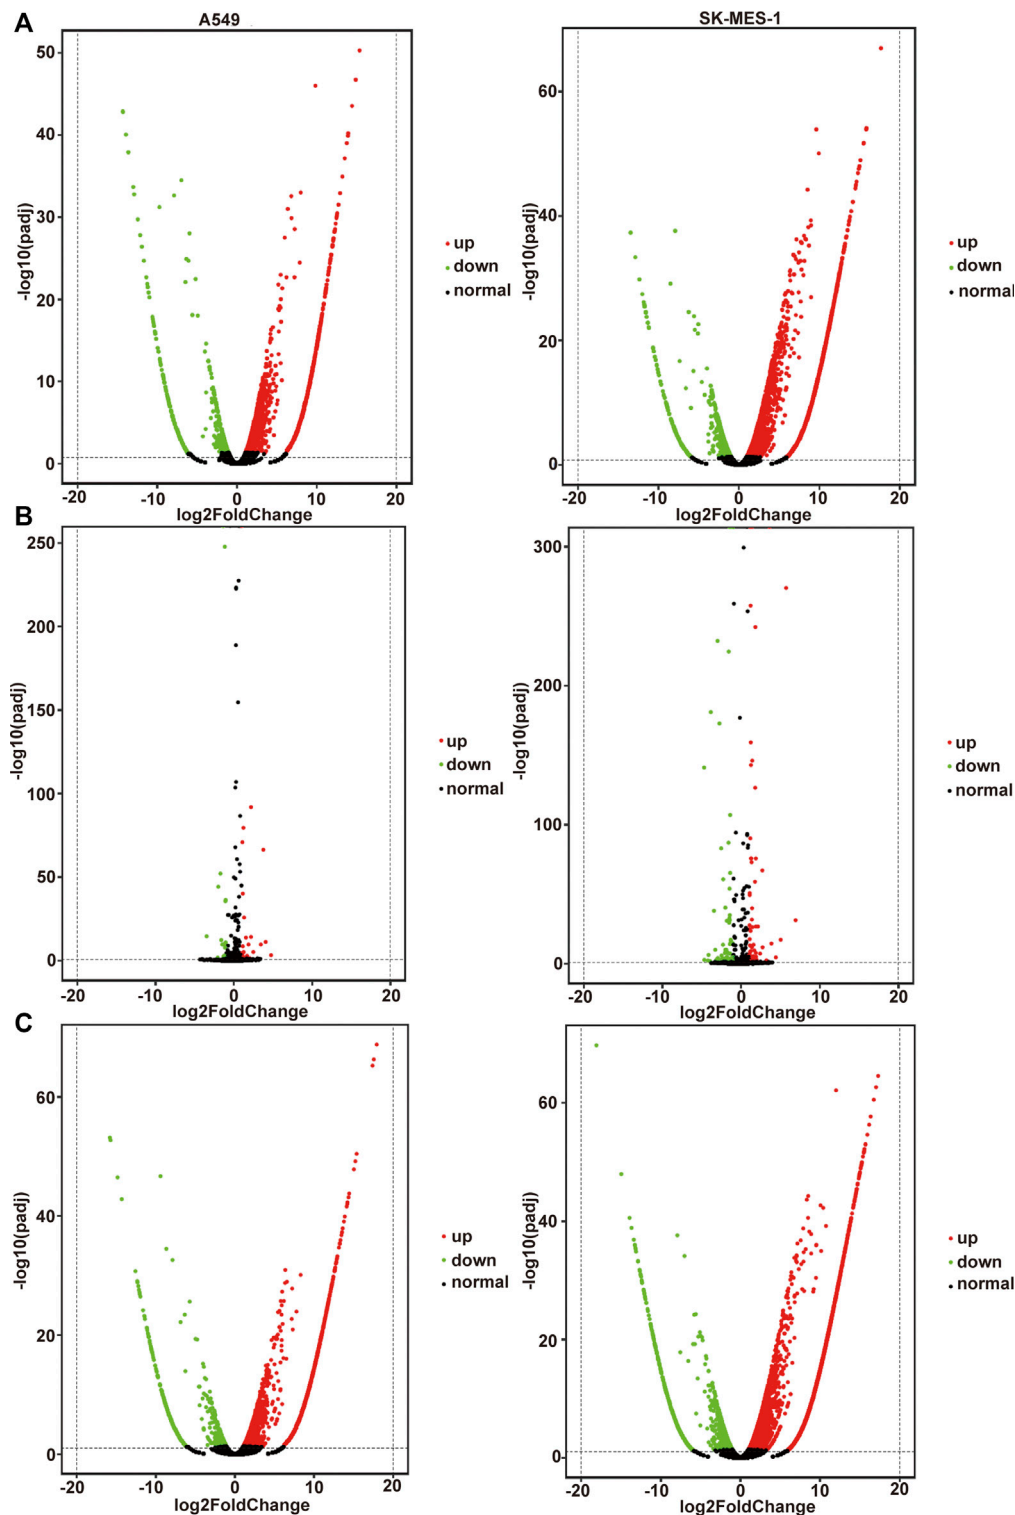 A
A549
SK-MES-1
50
40
30
20
10
0
-log10(padj)
-20
-10
0
10
20
log2FoldChange
up
down
normal
60
40
20
0
-log10(padj)
-20
-10
0
10
20
log2FoldChange
up
down
normal
B
250
200
150
100
50
0
-log10(padj)
-20
-10
0
10
20
log2FoldChange
up
down
normal
300
200
100
0
-log10(padj)
-20
-10
0
10
20
log2FoldChange
up
down
normal
C
60
40
20
0
-log10(padj)
-20
-10
0
10
20
log2FoldChange
up
down
normal
60
40
20
0
-log10(padj)
-20
-10
0
10
20
log2FoldChange
up
down
normal